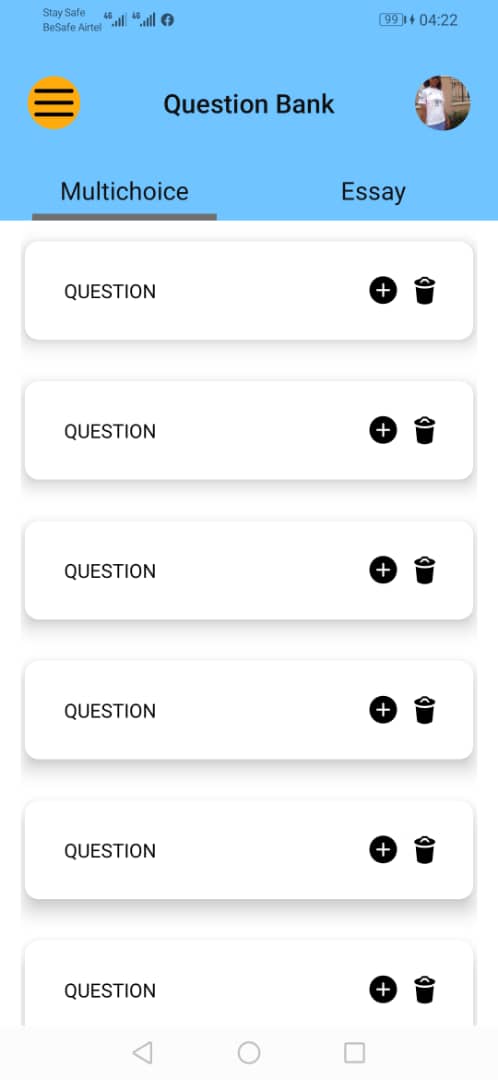 Stay Safe
BeSafe Airtel 4G 4G 99 04:22
Question Bank
Multichoice Essay
QUESTION
QUESTION
QUESTION
QUESTION
QUESTION
QUESTION